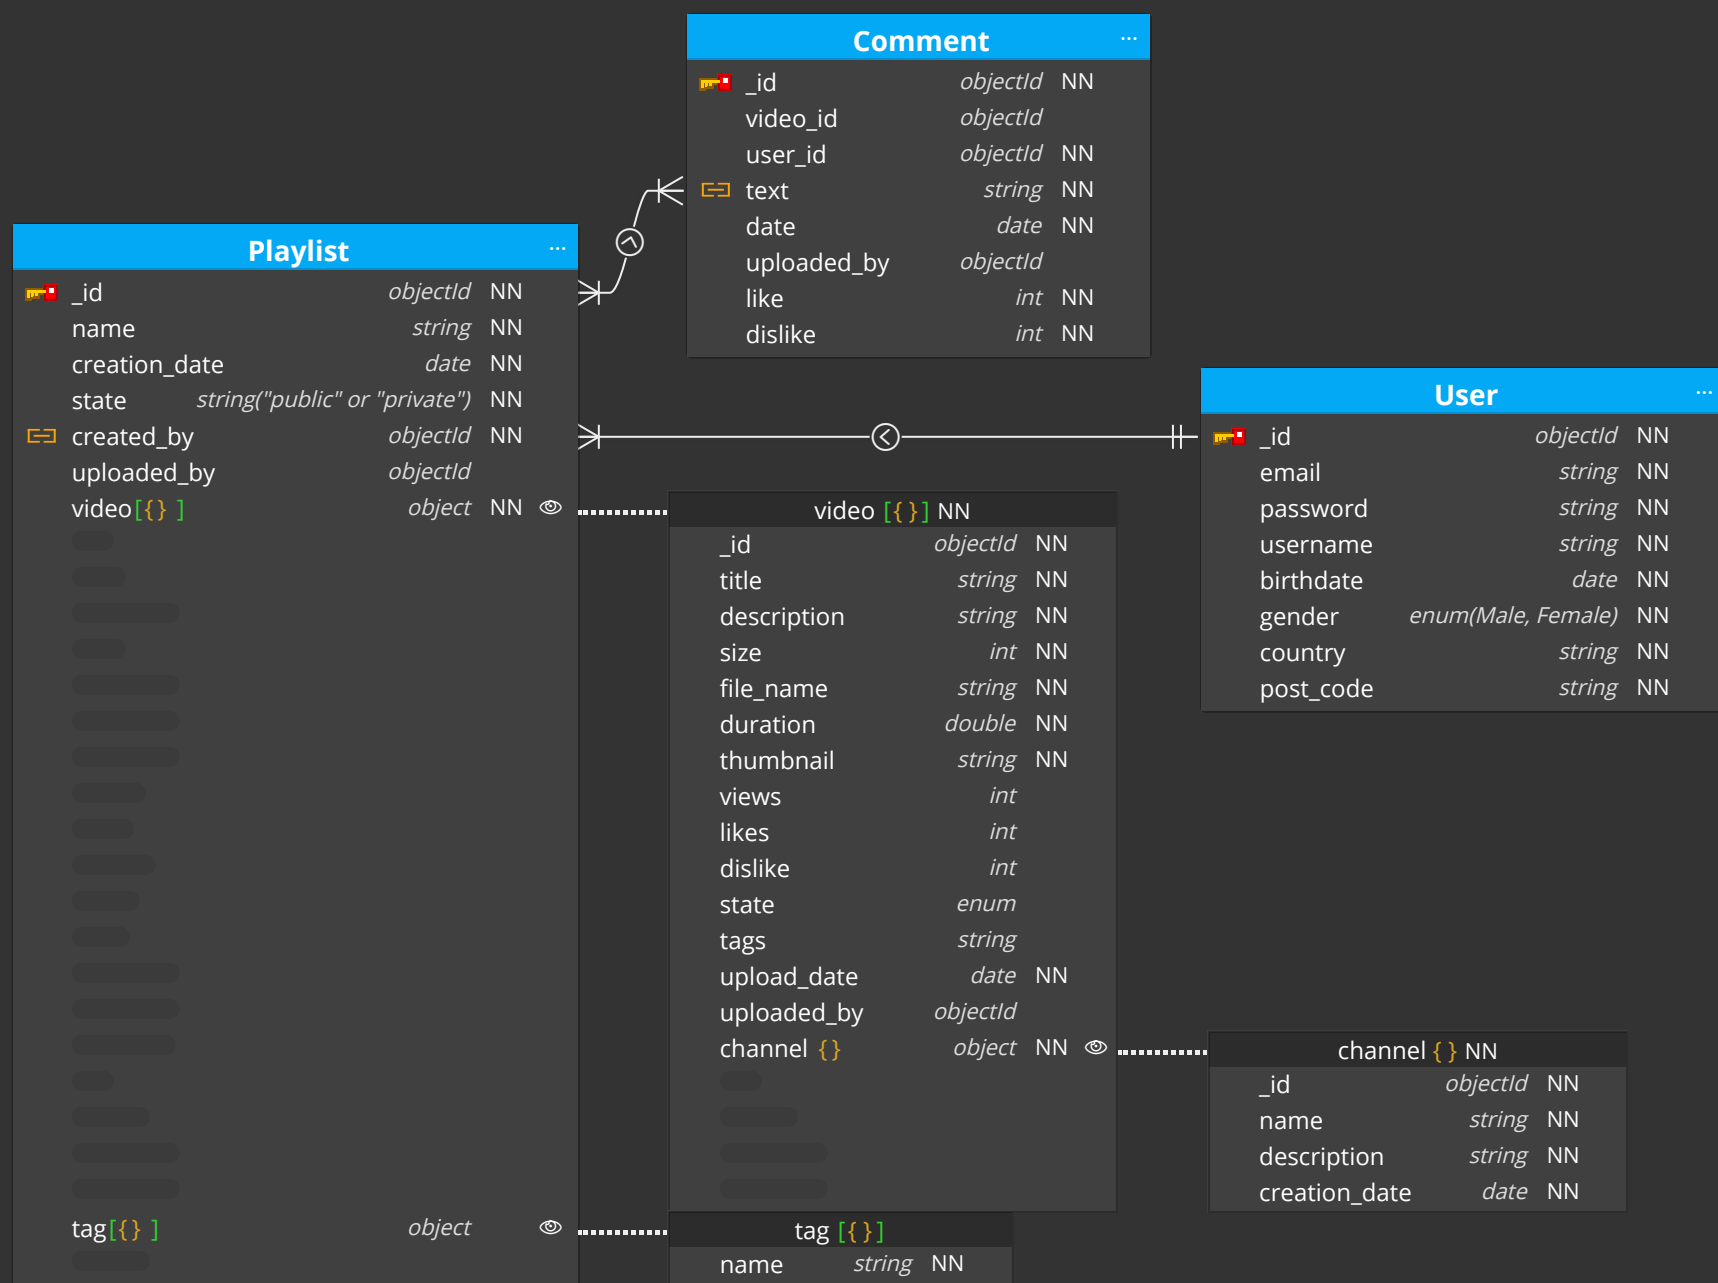 Comment ...
_id objectId NN
video_id objectId
user_id objectId NN
text string NN
date date NN
uploaded_by objectId
like int NN
dislike int NN
Playlist ...
_id objectId NN
name string NN
creation_date date NN
state string("public" or "private") NN
created_by objectId NN
uploaded_by objectId
video[{} ] object NN
tag[{} ] object
User ...
_id objectId NN
email string NN
password string NN
username string NN
birthdate date NN
gender enum(Male, Female) NN
country string NN
post_code string NN
video [{}] NN
_id objectId NN
title string NN
description string NN
size int NN
file_name string NN
duration double NN
thumbnail string NN
views int
likes int
dislike int
state enum
tags string
upload_date date NN
uploaded_by objectId
channel {} object NN
channel {} NN
_id objectId NN
name string NN
description string NN
creation_date date NN
tag [{}]
name string NN